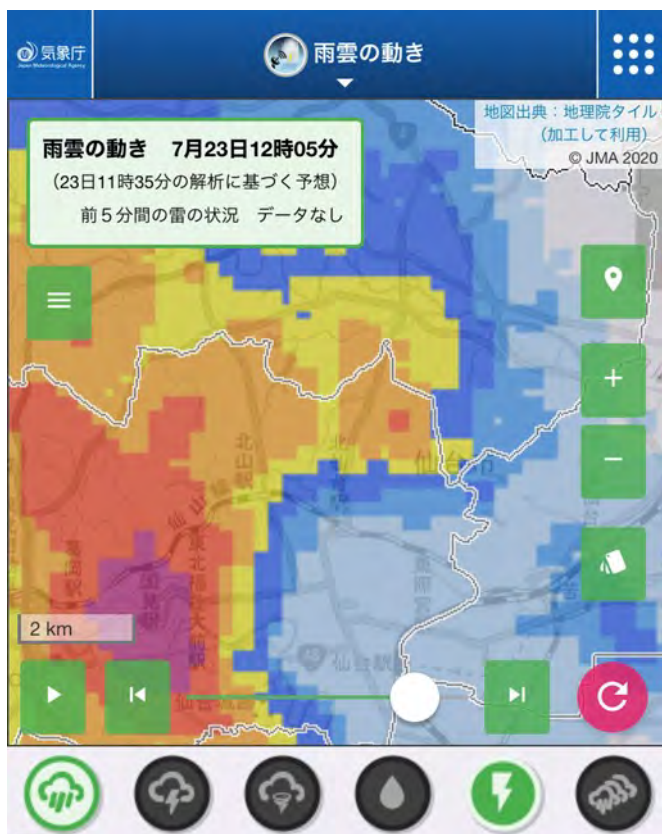 気象庁
Japan Meteorological Agency
雨雲の動き
地図出典：地理院タイル
（加工して利用）
© JMA 2020
雨雲の動き　7月23日12時05分
（23日11時35分の解析に基づく予想）
前５分間の雷の状況　データなし
北山駅
仙台市
仙山線
国見駅
東北福祉大前駅
2 km
仙台駅